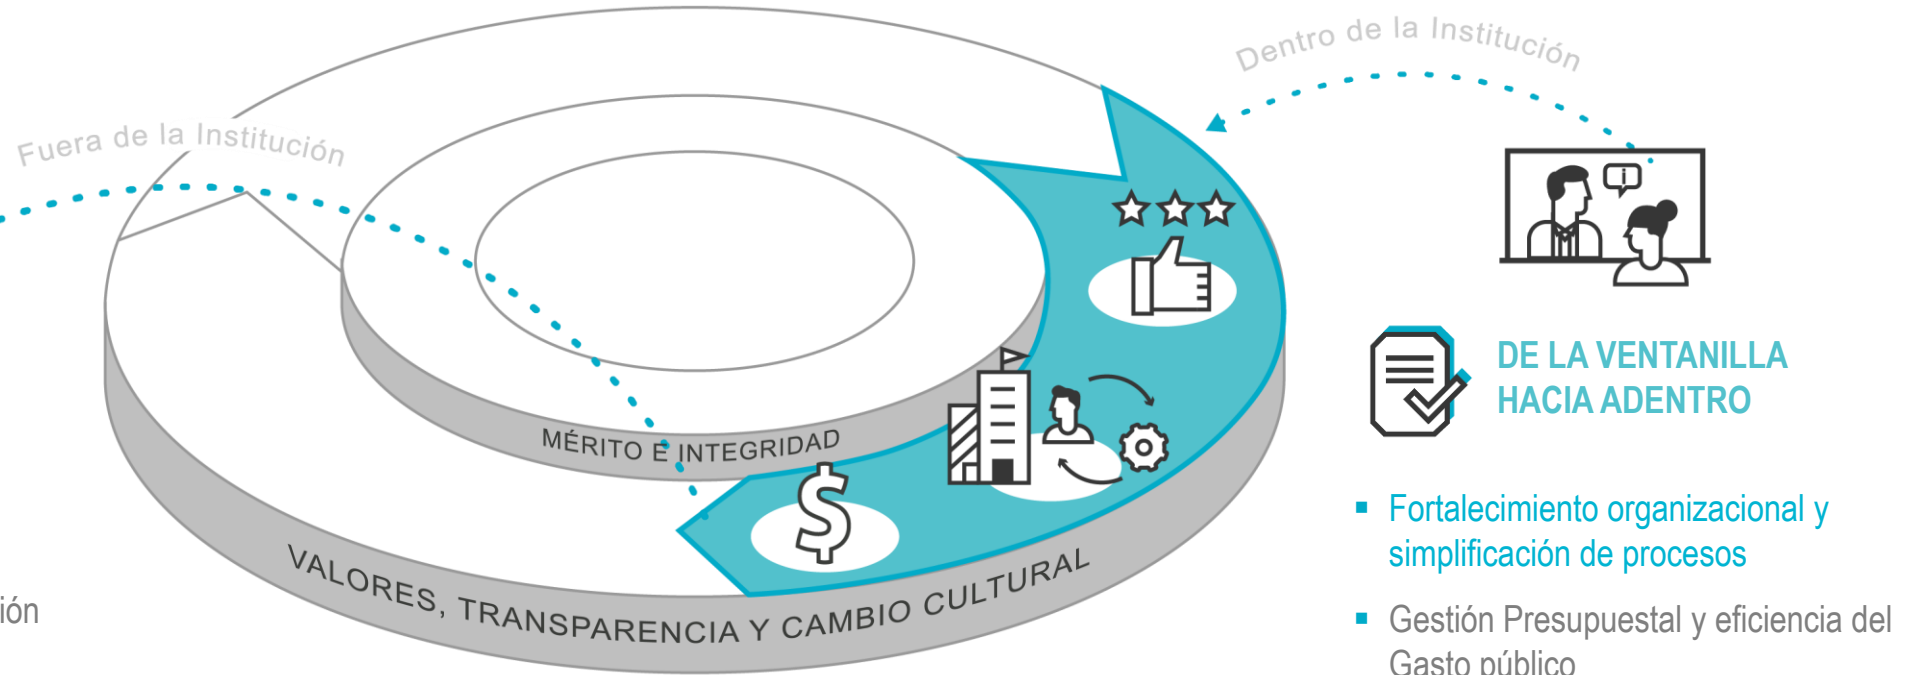 Dentro de la Institución
Fuera de la Institución
i
DE LA VENTANILLA
HACIA ADENTRO
MÉRITO E INTEGRIDAD
$
VALORES, TRANSPARENCIA Y CAMBIO CULTURAL
ión
▪ Fortalecimiento organizacional y
simplificación de procesos
▪ Gestión Presupuestal y eficiencia del
Gasto público